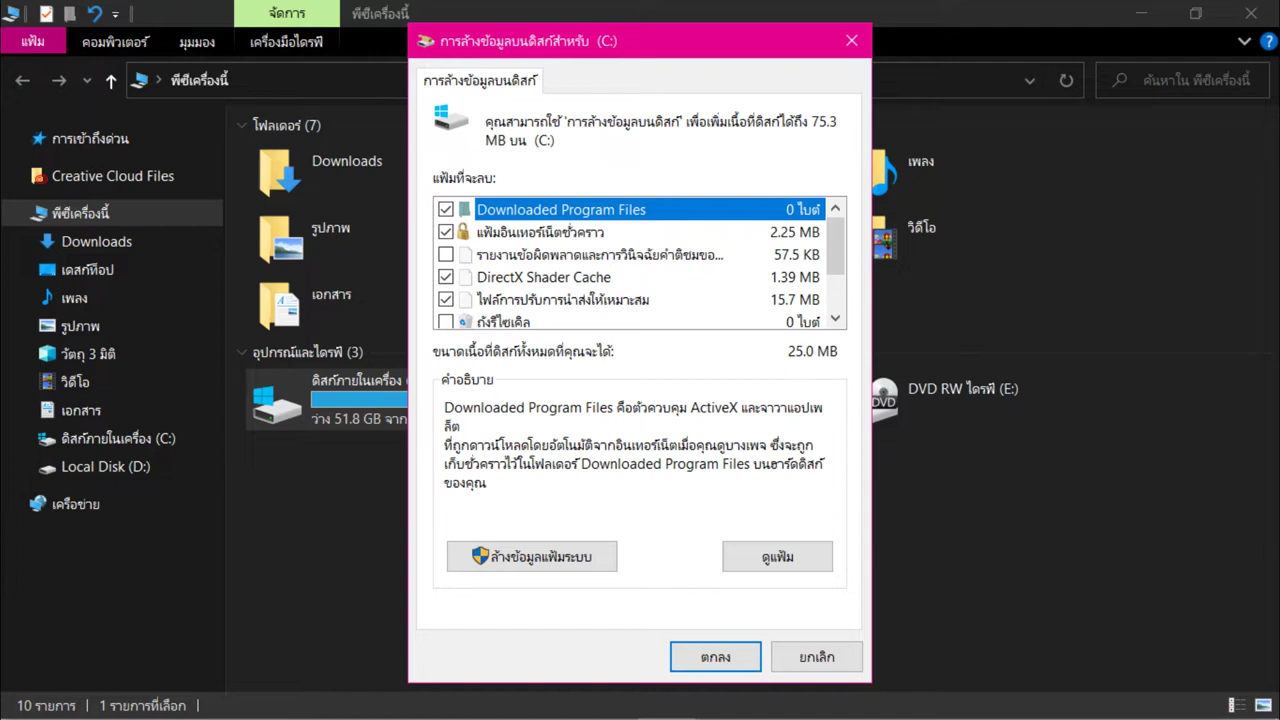 จัดการ
พีซีเครื่องนี้
แฟ้ม
คอมพิวเตอร์
มุมมอง
เครื่องมือไดรฟ์
พีซีเครื่องนี้
ค้นหาใน พีซีเครื่องนี้
การเข้าถึงด่วน
Creative Cloud Files
พีซีเครื่องนี้
Downloads
เดสก์ท็อป
เพลง
รูปภาพ
วัตถุ 3 มิติ
วิดีโอ
เอกสาร
ดิสก์ภายในเครื่อง (C:)
Local Disk (D:)
เครือข่าย
โฟลเดอร์ (7)
Downloads
รูปภาพ
เอกสาร
อุปกรณ์และไดรฟ์ (3)
ดิสก์ภายในเครื่อง
ว่าง 51.8 GB จาก
เพลง
วิดีโอ
DVD RW ไดรฟ์ (E:)
DVD
การล้างข้อมูลบนดิสก์สำหรับ (C:)
การล้างข้อมูลบนดิสก์
คุณสามารถใช้ 'การล้างข้อมูลบนดิสก์' เพื่อเพิ่มเนื้อที่ดิสก์ได้ถึง 75.3
MB บน (C:)
แฟ้มที่จะลบ:
Downloaded Program Files 0 ไบต์
แฟ้มอินเทอร์เน็ตชั่วคราว 2.25 MB
รายงานข้อผิดพลาดและการวินิจฉัยคำติชมขอ... 57.5 KB
DirectX Shader Cache 1.39 MB
ไฟล์การปรับการนำส่งให้เหมาะสม 15.7 MB
ถังรีไซเคิล 0 ไบต์
ขนาดเนื้อที่ดิสก์ทั้งหมดที่คุณจะได้: 25.0 MB
คำอธิบาย
Downloaded Program Files คือตัวควบคุม ActiveX และจาวาแอปเพ
ล็ต
ที่ถูกดาวน์โหลดโดยอัตโนมัติจากอินเทอร์เน็ตเมื่อคุณดูบางเพจ ซึ่งจะถูก
เก็บชั่วคราวไว้ในโฟลเดอร์ Downloaded Program Files บนฮาร์ดดิสก์
ของคุณ
ล้างข้อมูลแฟ้มระบบ
ดูแฟ้ม
ตกลง
ยกเลิก
10 รายการ
1 รายการที่เลือก